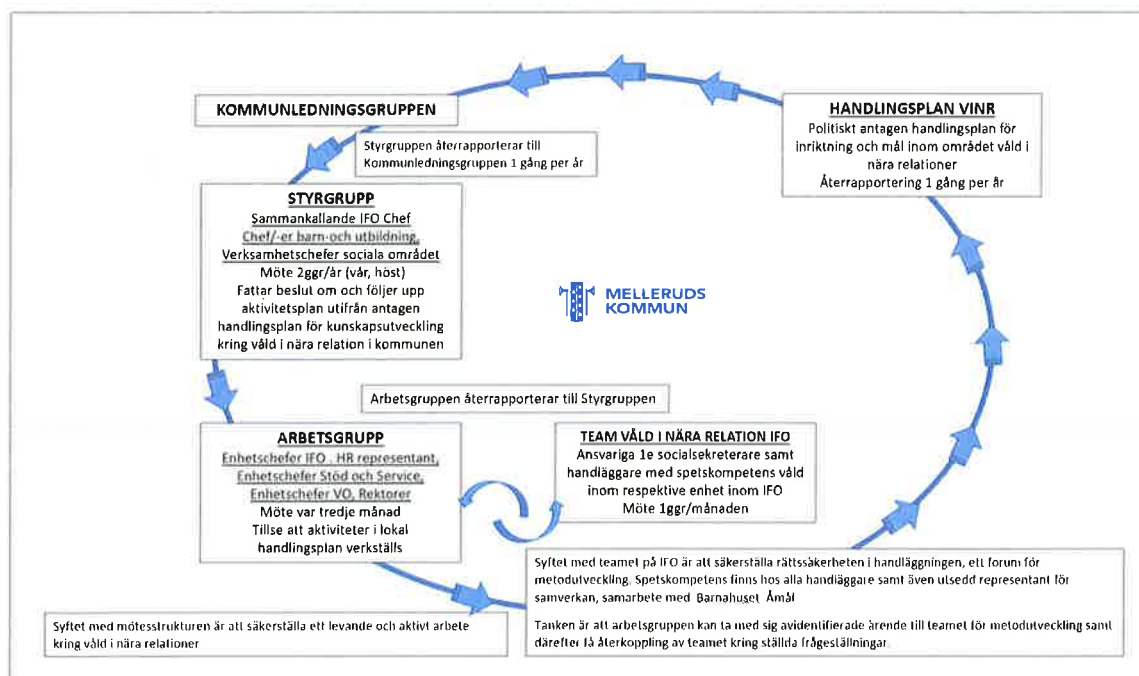 KOMMUNLEDNINGSGRUPPEN
Styrgruppen återrapporterar till
Kommunledningsgruppen 1 gång per år
HANDLINGSPLAN VINR
Politiskt antagen handlingsplan för
inriktning och mål inom området våld i
nära relationer
Återrapportering 1 gång per år
STYRGRUPP
Sammankallande IFO Chef
Chef/-er barn-och utbildning,
Verksamhetschefer sociala området
Möte 2ggr/år (vår, höst)
Fattar beslut om och följer upp
aktivitetsplan utifrån antagen
handlingsplan för kunskapsutveckling
kring våld i nära relation i kommunen
MELLERUDS
KOMMUN
Arbetsgruppen återrapporterar till Styrgruppen
ARBETSGRUPP
Enhetschefer IFO , HR representant,
Enhetschefer Stöd och Service,
Enhetschefer VO, Rektorer
Möte var tredje månad
Tillse att aktiviteter i lokal
handlingsplan verkställs
TEAM VÅLD I NÄRA RELATION IFO
Ansvariga 1e socialsekreterare samt
handläggare med spetskompetens våld
inom respektive enhet inom IFO
Möte 1ggr/månaden
Syftet med teamet på IFO är att säkerställa rättssäkerheten i handläggningen, ett forum för
metodutveckling. Spetskompetens finns hos alla handläggare samt även utsedd representant för
samverkan, samarbete med Barnahuset Åmål
Tanken är att arbetsgruppen kan ta med sig avidentifierade ärende till teamet för metodutveckling samt
därefter få återkoppling av teamet kring ställda frågeställningar.
Syftet med mötesstrukturen är att säkerställa ett levande och aktivt arbete
kring våld i nära relationer